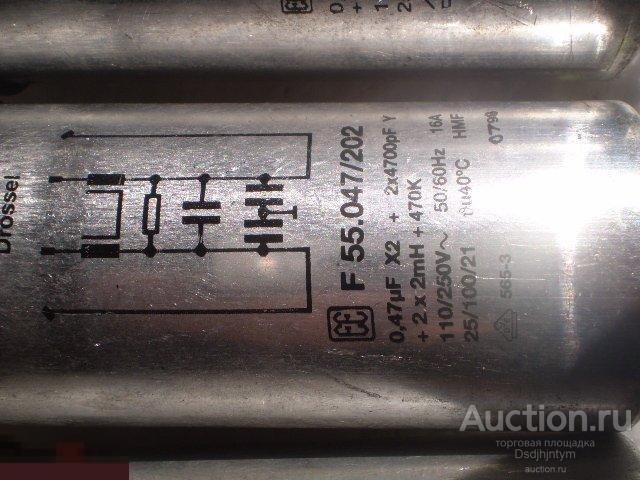 Drossel
F 55.047/202
0,47µF X2 + 2x4700pF Y
+ 2 x 2mH + 470K
110/250V~ 50/60Hz 16A
25/100/21 ϑu40°C HMF
565-3 0798
Auction.ru
торговая площадка
Dsdjhjntym
auction.ru